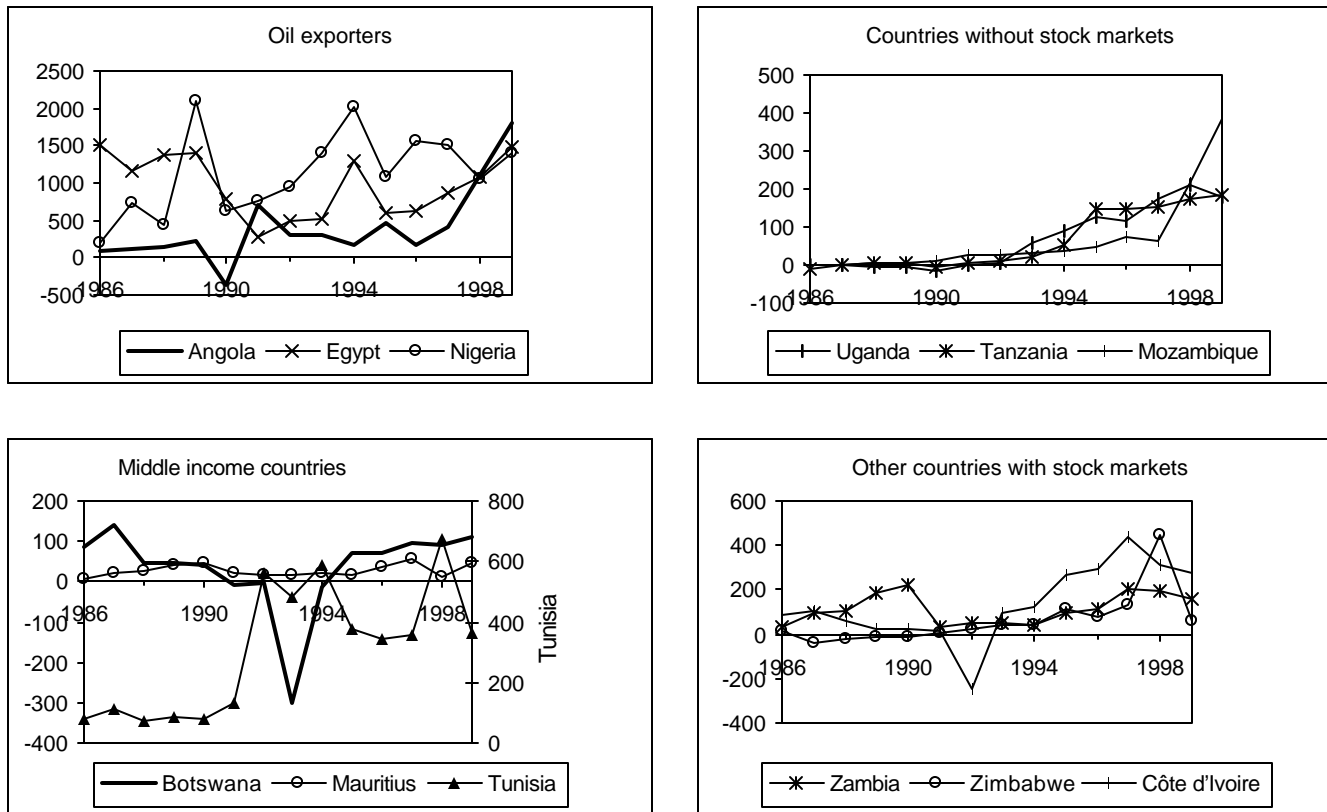 Oil exporters
2500
2000
1500
1000
500
0
-500
1986 1990 1994 1998
Angola Egypt Nigeria
Countries without stock markets
500
400
300
200
100
0
-100
1986 1990 1994 1998
Uganda Tanzania Mozambique
Middle income countries
200
100
0
-100
-200
-300
-400
1986 1990 1994 1998
800
600
400
200
0
Tunisia
Botswana Mauritius Tunisia
Other countries with stock markets
600
400
200
0
-200
-400
1986 1990 1994 1998
Zambia Zimbabwe Côte d'Ivoire